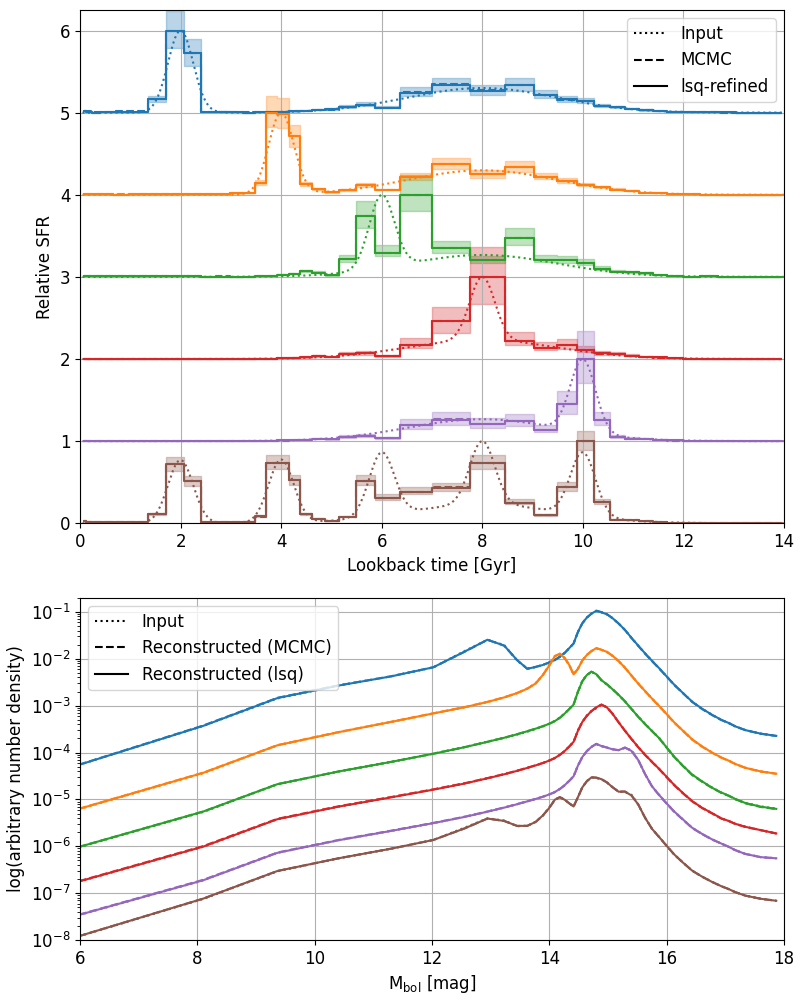 Relative SFR
6
5
4
3
2
1
0
Input
MCMC
lsq-refined
0 2 4 6 8 10 12 14
Lookback time [Gyr]
log(arbitrary number density)
10⁻¹
10⁻²
10⁻³
10⁻⁴
10⁻⁵
10⁻⁶
10⁻⁷
10⁻⁸
Input
Reconstructed (MCMC)
Reconstructed (lsq)
6 8 10 12 14 16 18
M_bol [mag]